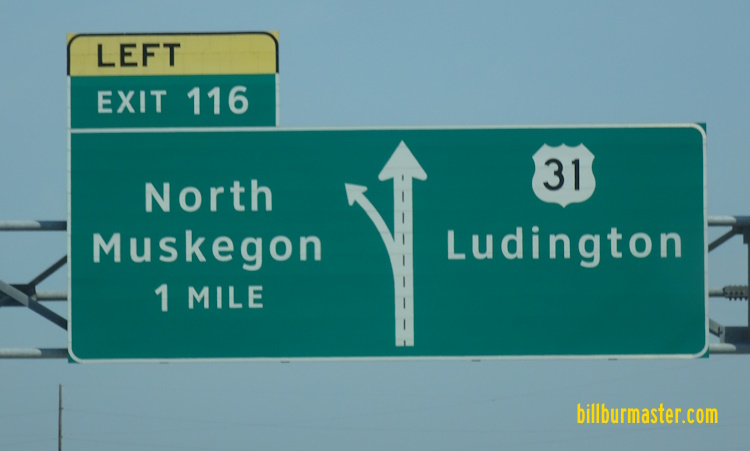 LEFT
EXIT 116
North
Muskegon
1 MILE
31
Ludington
billburmaster.com